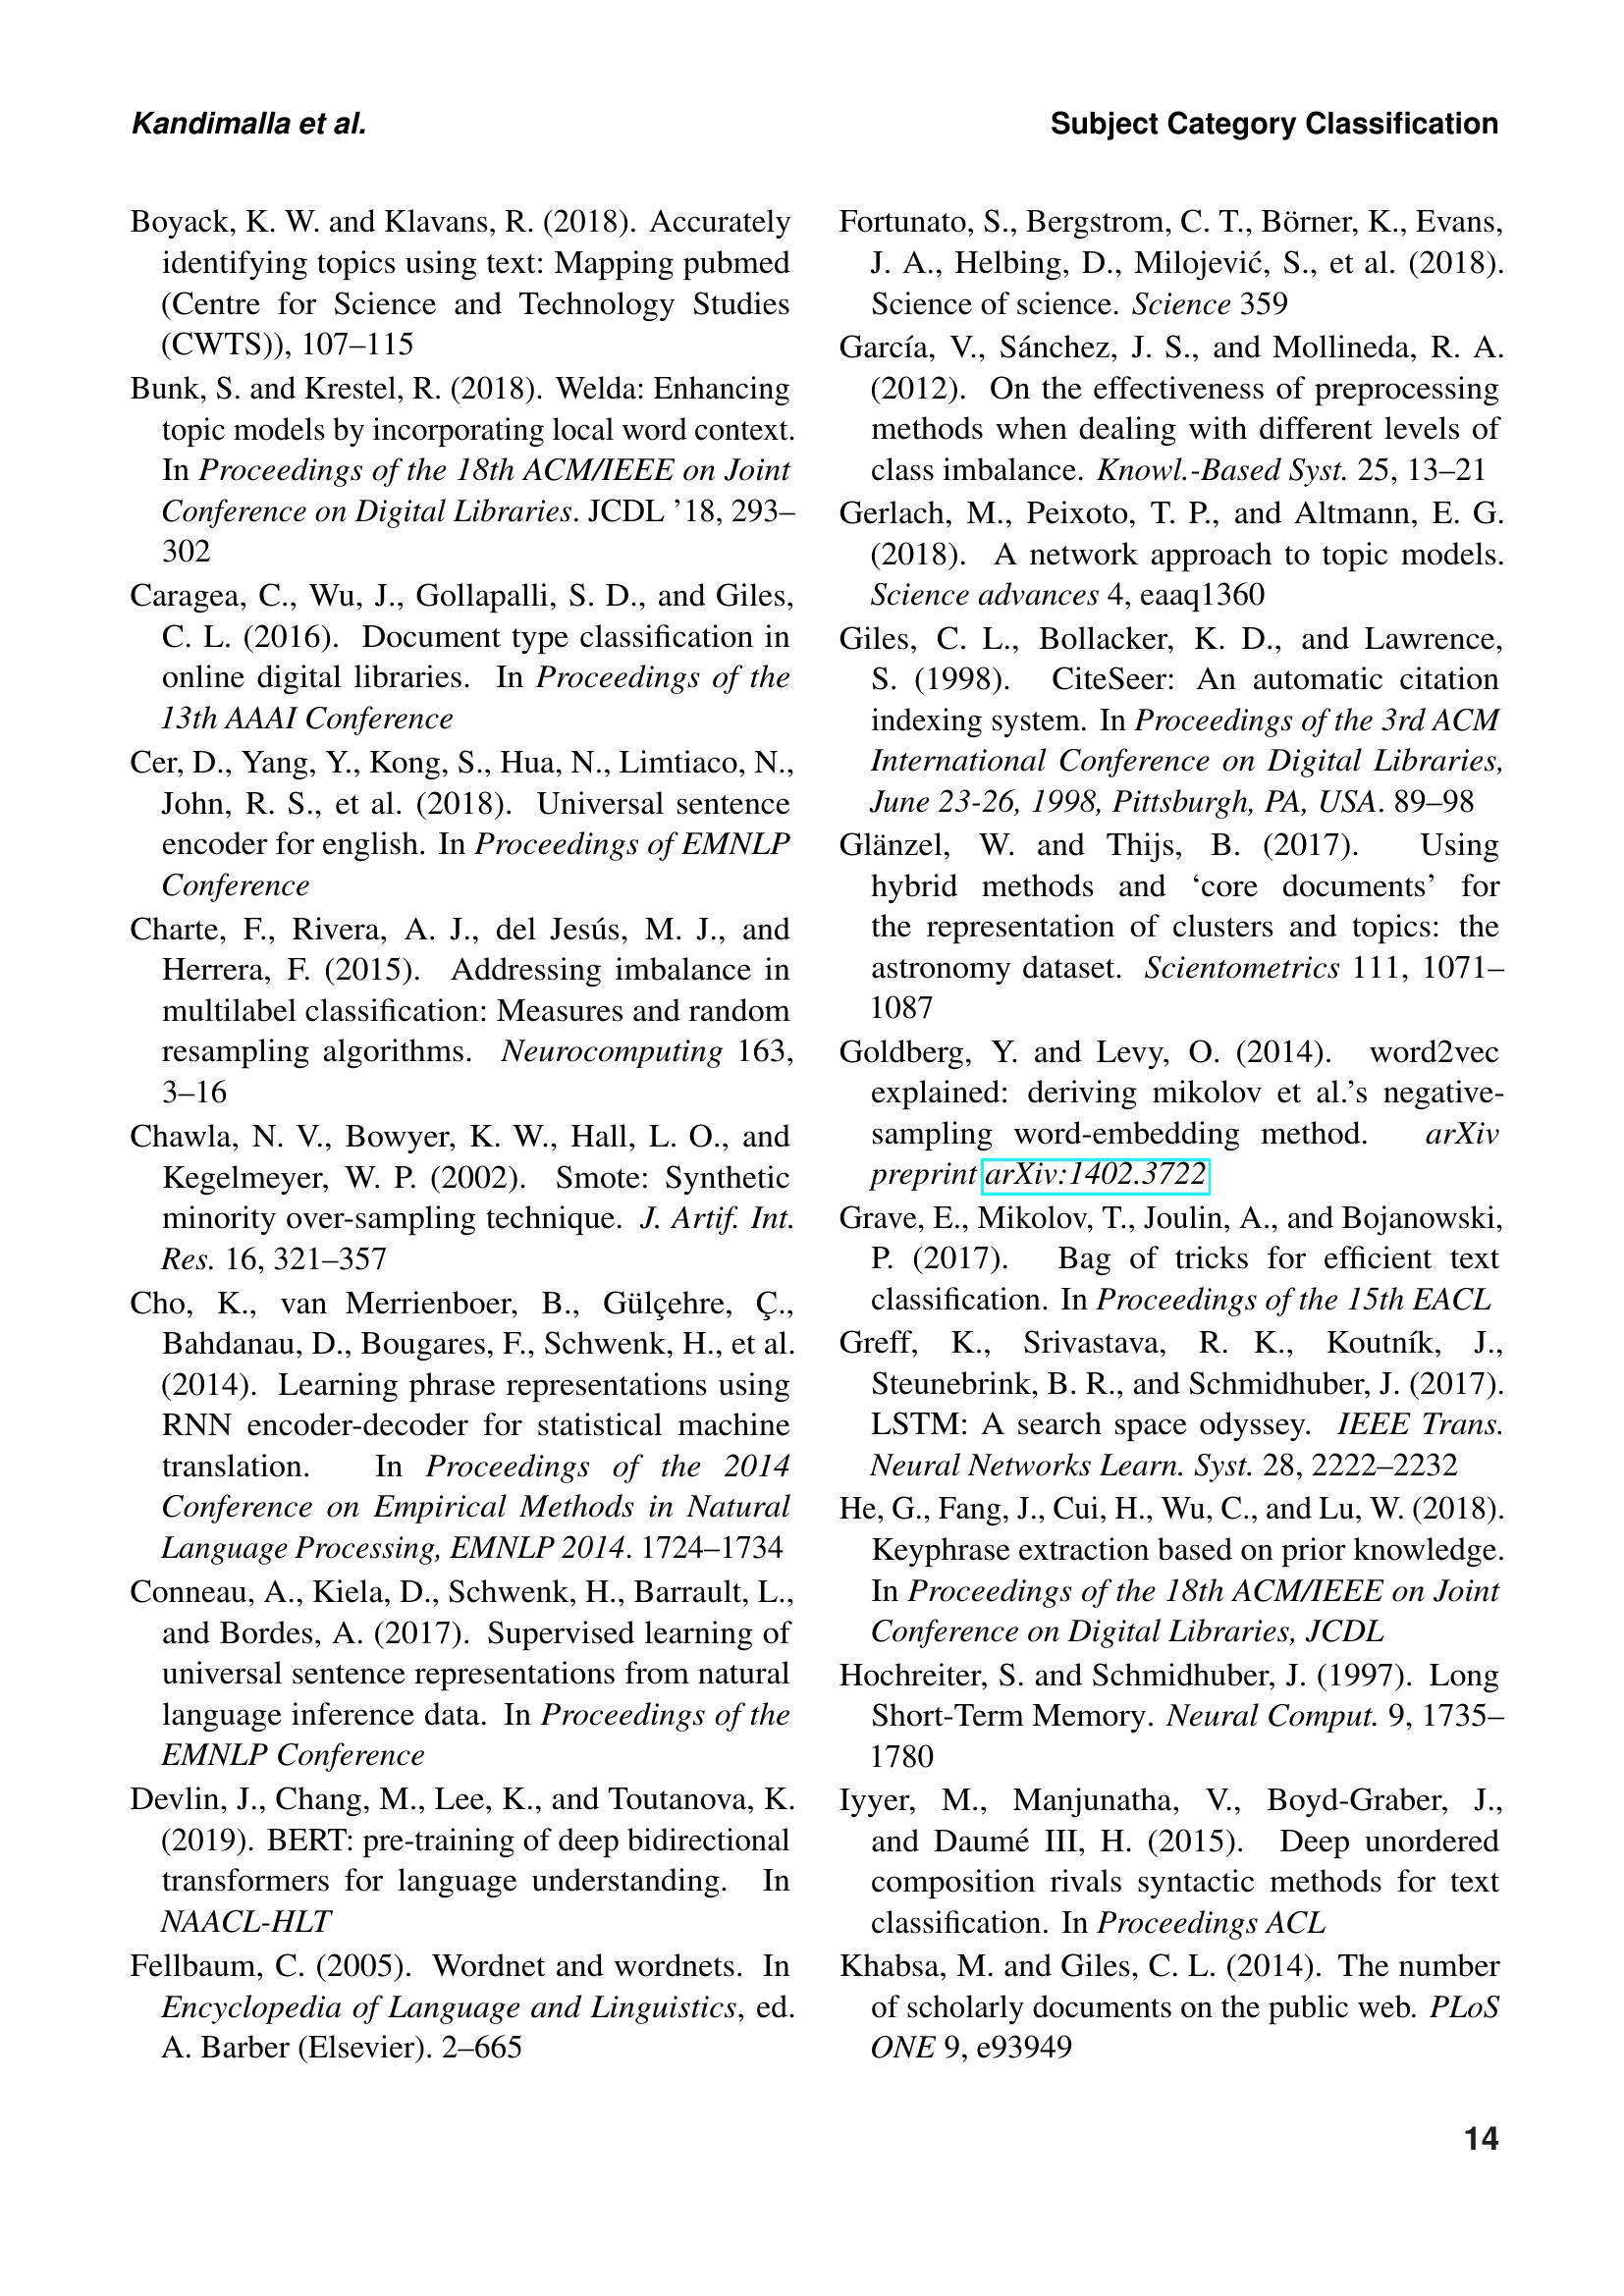 Kandimalla et al.
Subject Category Classification
Boyack, K. W. and Klavans, R. (2018). Accurately
identifying topics using text: Mapping pubmed
(Centre for Science and Technology Studies
(CWTS)), 107–115
Bunk, S. and Krestel, R. (2018). Welda: Enhancing
topic models by incorporating local word context.
In Proceedings of the 18th ACM/IEEE on Joint
Conference on Digital Libraries. JCDL ’18, 293–
302
Caragea, C., Wu, J., Gollapalli, S. D., and Giles,
C. L. (2016). Document type classification in
online digital libraries. In Proceedings of the
13th AAAI Conference
Cer, D., Yang, Y., Kong, S., Hua, N., Limtiaco, N.,
John, R. S., et al. (2018). Universal sentence
encoder for english. In Proceedings of EMNLP
Conference
Charte, F., Rivera, A. J., del Jesús, M. J., and
Herrera, F. (2015). Addressing imbalance in
multilabel classification: Measures and random
resampling algorithms. Neurocomputing 163,
3–16
Chawla, N. V., Bowyer, K. W., Hall, L. O., and
Kegelmeyer, W. P. (2002). Smote: Synthetic
minority over-sampling technique. J. Artif. Int.
Res. 16, 321–357
Cho, K., van Merrienboer, B., Gülçehre, Ç.,
Bahdanau, D., Bougares, F., Schwenk, H., et al.
(2014). Learning phrase representations using
RNN encoder-decoder for statistical machine
translation. In Proceedings of the 2014
Conference on Empirical Methods in Natural
Language Processing, EMNLP 2014. 1724–1734
Conneau, A., Kiela, D., Schwenk, H., Barrault, L.,
and Bordes, A. (2017). Supervised learning of
universal sentence representations from natural
language inference data. In Proceedings of the
EMNLP Conference
Devlin, J., Chang, M., Lee, K., and Toutanova, K.
(2019). BERT: pre-training of deep bidirectional
transformers for language understanding. In
NAACL-HLT
Fellbaum, C. (2005). Wordnet and wordnets. In
Encyclopedia of Language and Linguistics, ed.
A. Barber (Elsevier). 2–665
Fortunato, S., Bergstrom, C. T., Börner, K., Evans,
J. A., Helbing, D., Milojević, S., et al. (2018).
Science of science. Science 359
García, V., Sánchez, J. S., and Mollineda, R. A.
(2012). On the effectiveness of preprocessing
methods when dealing with different levels of
class imbalance. Knowl.-Based Syst. 25, 13–21
Gerlach, M., Peixoto, T. P., and Altmann, E. G.
(2018). A network approach to topic models.
Science advances 4, eaaq1360
Giles, C. L., Bollacker, K. D., and Lawrence,
S. (1998). CiteSeer: An automatic citation
indexing system. In Proceedings of the 3rd ACM
International Conference on Digital Libraries,
June 23-26, 1998, Pittsburgh, PA, USA. 89–98
Glänzel, W. and Thijs, B. (2017). Using
hybrid methods and ‘core documents’ for
the representation of clusters and topics: the
astronomy dataset. Scientometrics 111, 1071–
1087
Goldberg, Y. and Levy, O. (2014). word2vec
explained: deriving mikolov et al.’s negative-
sampling word-embedding method. arXiv
preprint arXiv:1402.3722
Grave, E., Mikolov, T., Joulin, A., and Bojanowski,
P. (2017). Bag of tricks for efficient text
classification. In Proceedings of the 15th EACL
Greff, K., Srivastava, R. K., Koutník, J.,
Steunebrink, B. R., and Schmidhuber, J. (2017).
LSTM: A search space odyssey. IEEE Trans.
Neural Networks Learn. Syst. 28, 2222–2232
He, G., Fang, J., Cui, H., Wu, C., and Lu, W. (2018).
Keyphrase extraction based on prior knowledge.
In Proceedings of the 18th ACM/IEEE on Joint
Conference on Digital Libraries, JCDL
Hochreiter, S. and Schmidhuber, J. (1997). Long
Short-Term Memory. Neural Comput. 9, 1735–
1780
Iyyer, M., Manjunatha, V., Boyd-Graber, J.,
and Daumé III, H. (2015). Deep unordered
composition rivals syntactic methods for text
classification. In Proceedings ACL
Khabsa, M. and Giles, C. L. (2014). The number
of scholarly documents on the public web. PLoS
ONE 9, e93949
14